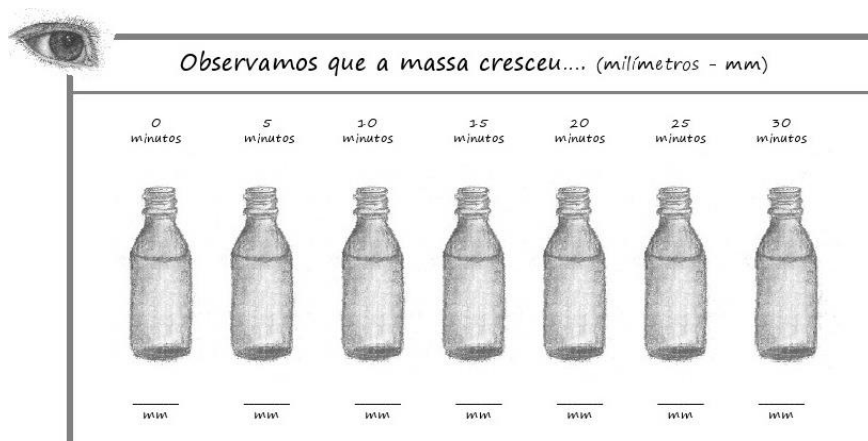 Observamos que a massa cresceu.... (milímetros - mm)
0 5 10 15 20 25 30
minutos minutos minutos minutos minutos minutos minutos
mm mm mm mm mm mm mm